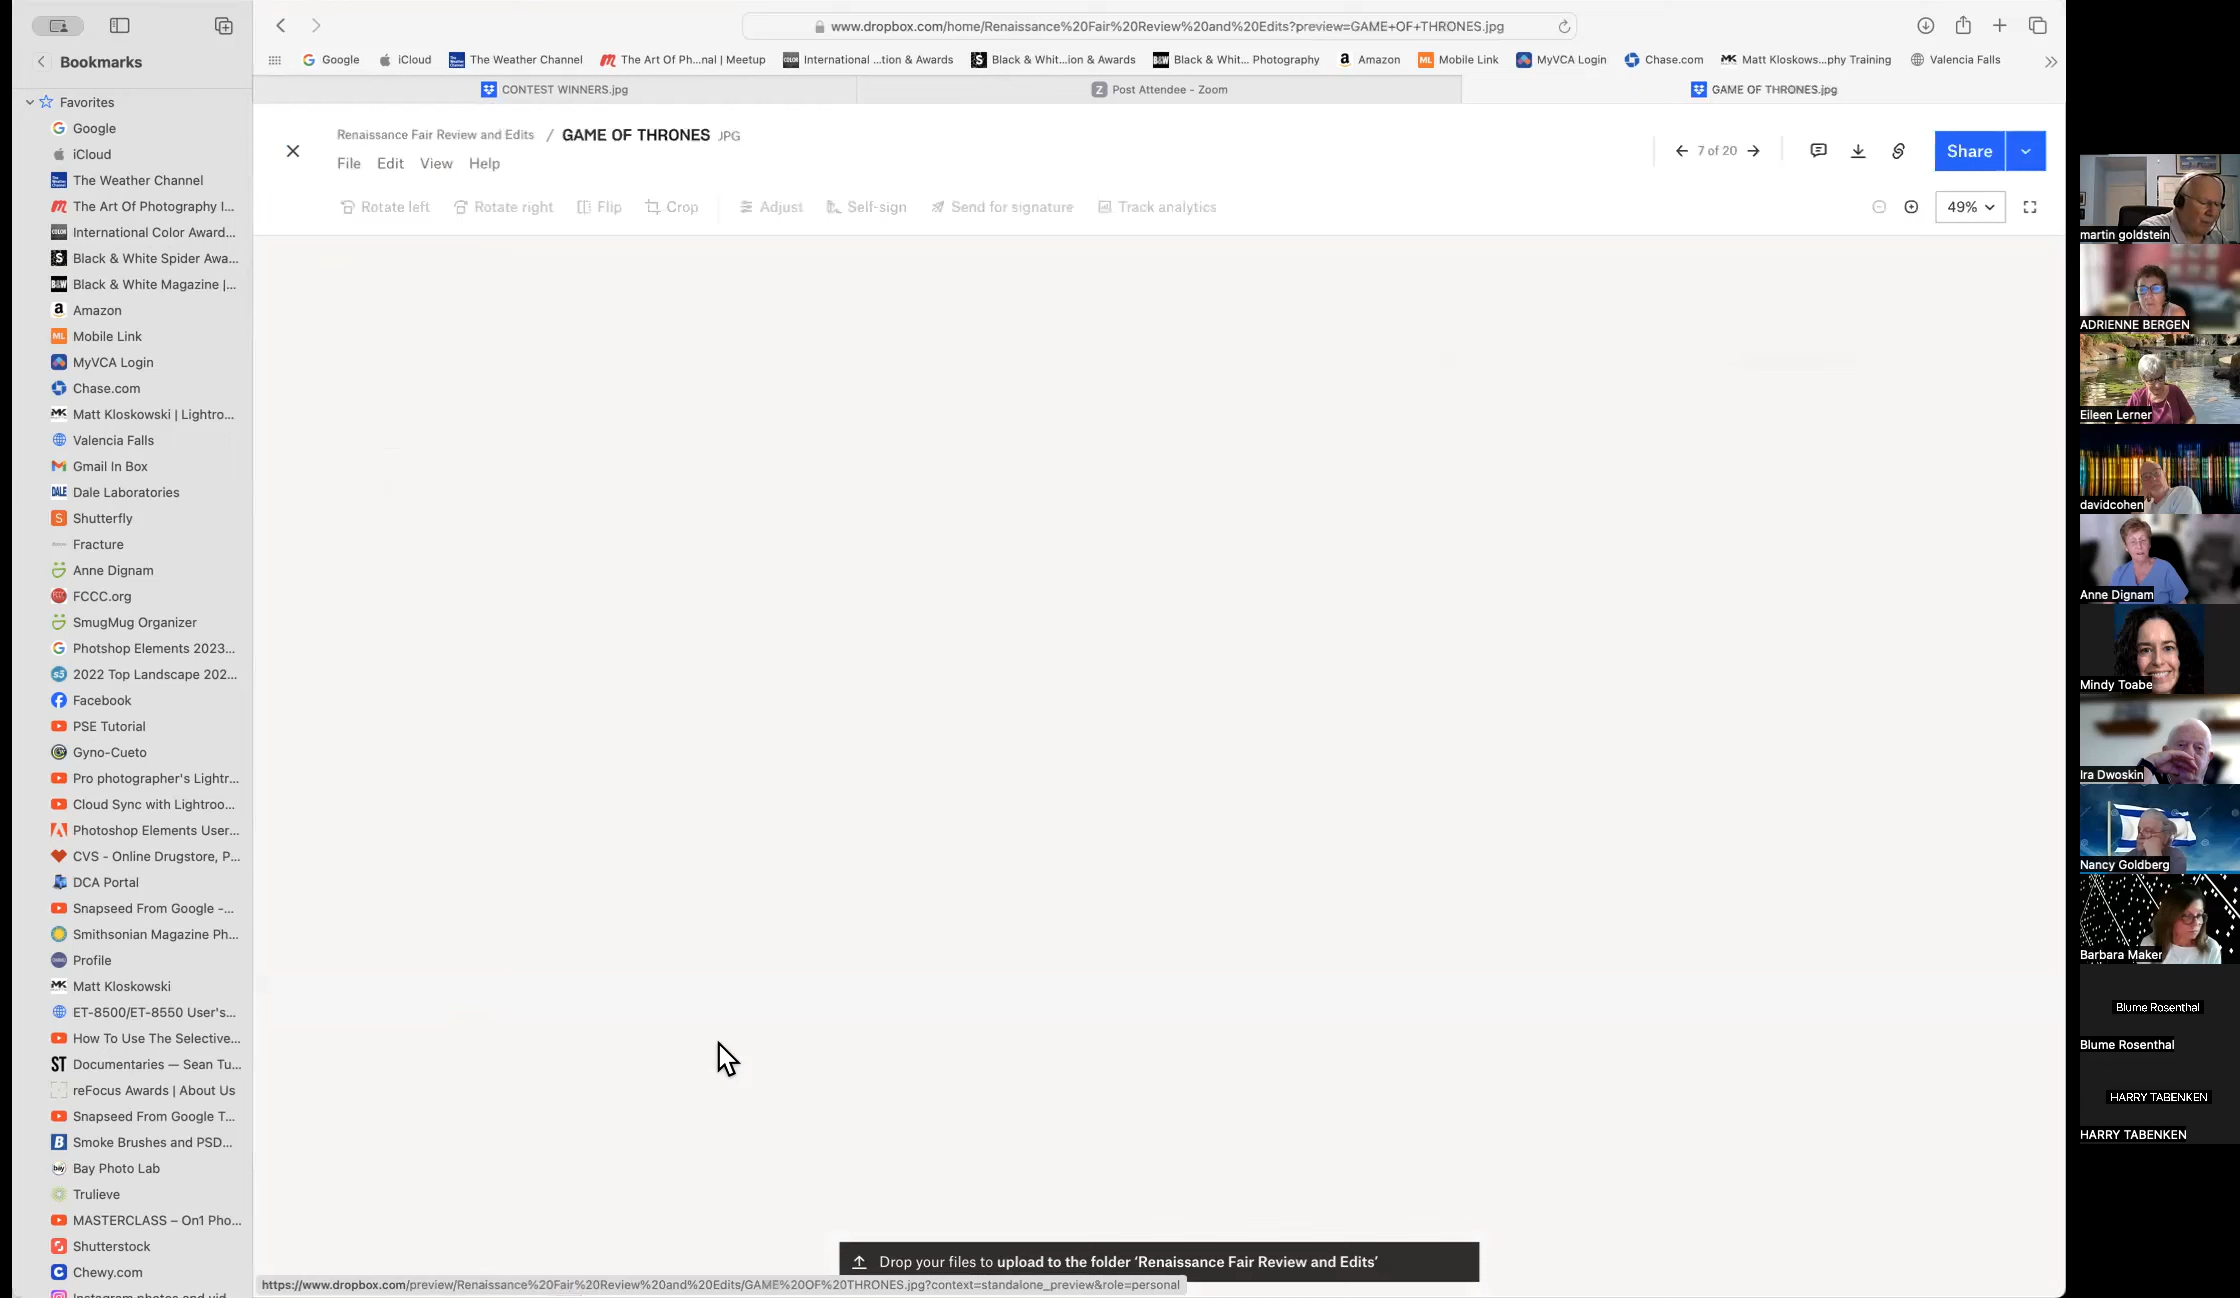 www.dropbox.com/home/Renaissance%20Fair%20Review%20and%20Edits?preview=GAME+OF+THRONES.jpg
Bookmarks
Google
iCloud
The Weather Channel
The Art Of Ph...nal | Meetup
International ...tion & Awards
Black & Whit...ion & Awards
Black & Whit... Photography
Amazon
Mobile Link
MyVCA Login
Chase.com
Matt Kloskows...phy Training
Valencia Falls
CONTEST WINNERS.jpg
Post Attendee - Zoom
GAME OF THRONES.jpg
Favorites
Google
iCloud
The Weather Channel
The Art Of Photography I...
International Color Award...
Black & White Spider Awa...
Black & White Magazine |...
Amazon
Mobile Link
MyVCA Login
Chase.com
Matt Kloskowski | Lightro...
Valencia Falls
Gmail In Box
Dale Laboratories
Shutterfly
Fracture
Anne Dignam
FCCC.org
SmugMug Organizer
Photshop Elements 2023...
2022 Top Landscape 202...
Facebook
PSE Tutorial
Gyno-Cueto
Pro photographer's Lightr...
Cloud Sync with Lightroo...
Photoshop Elements User...
CVS - Online Drugstore, P...
DCA Portal
Snapseed From Google -...
Smithsonian Magazine Ph...
Profile
Matt Kloskowski
ET-8500/ET-8550 User's...
How To Use The Selective...
Documentaries — Sean Tu...
reFocus Awards | About Us
Snapseed From Google T...
Smoke Brushes and PSD...
Bay Photo Lab
Trulieve
MASTERCLASS – On1 Pho...
Shutterstock
Chewy.com
Renaissance Fair Review and Edits / GAME OF THRONES JPG
File Edit View Help
7 of 20
Share
Rotate left Rotate right Flip Crop Adjust Self-sign Send for signature Track analytics
49%
Drop your files to upload to the folder ‘Renaissance Fair Review and Edits’
https://www.dropbox.com/preview/Renaissance%20Fair%20Review%20and%20Edits/GAME%20OF%20THRONES.jpg?context=standalone_preview&role=personal
martin goldstein
ADRIENNE BERGEN
Eileen Lerner
davidcohen
Anne Dignam
Mindy Toabe
Ira Dwoskin
Nancy Goldberg
Barbara Maker
Blume Rosenthal
Blume Rosenthal
HARRY TABENKEN
HARRY TABENKEN